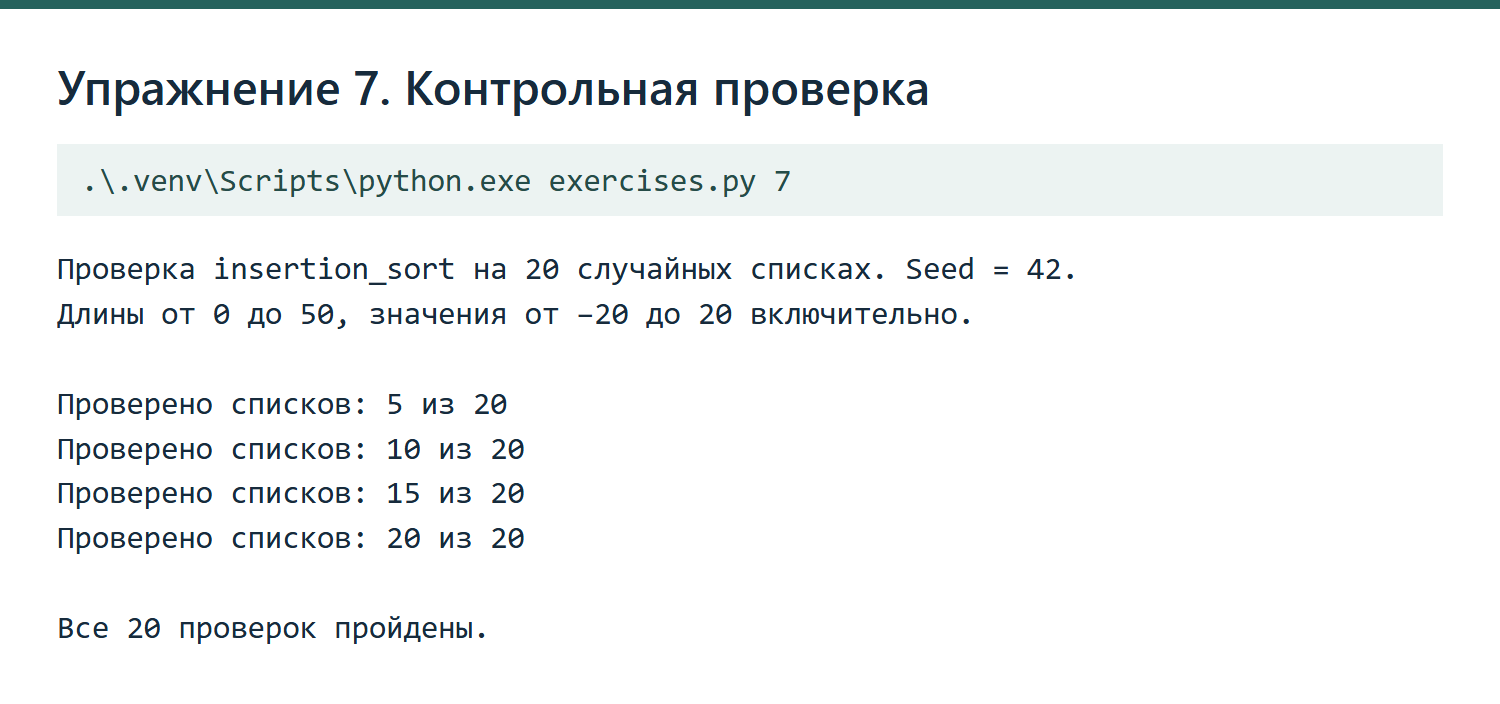 Упражнение 7. Контрольная проверка
.\.venv\Scripts\python.exe exercises.py 7
Проверка insertion_sort на 20 случайных списках. Seed = 42.
Длины от 0 до 50, значения от −20 до 20 включительно.
Проверено списков: 5 из 20
Проверено списков: 10 из 20
Проверено списков: 15 из 20
Проверено списков: 20 из 20
Все 20 проверок пройдены.